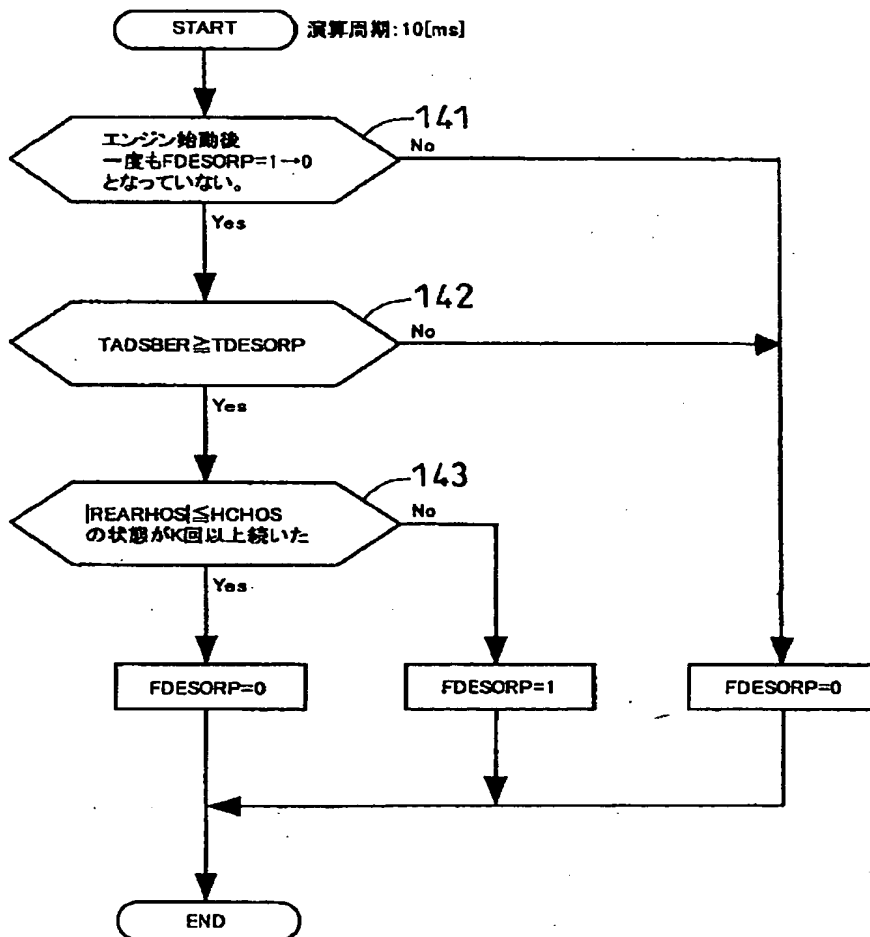 START
演算周期:10[ms]
141
エンジン始動後
一度もFDESORP=1→0
となっていない。
No
Yes
142
TADSBER≧TDESORP
No
Yes
143
|REARHOS|≦HCHOS
の状態がK回以上続いた
No
Yes
FDESORP=0
FDESORP=1
FDESORP=0
END